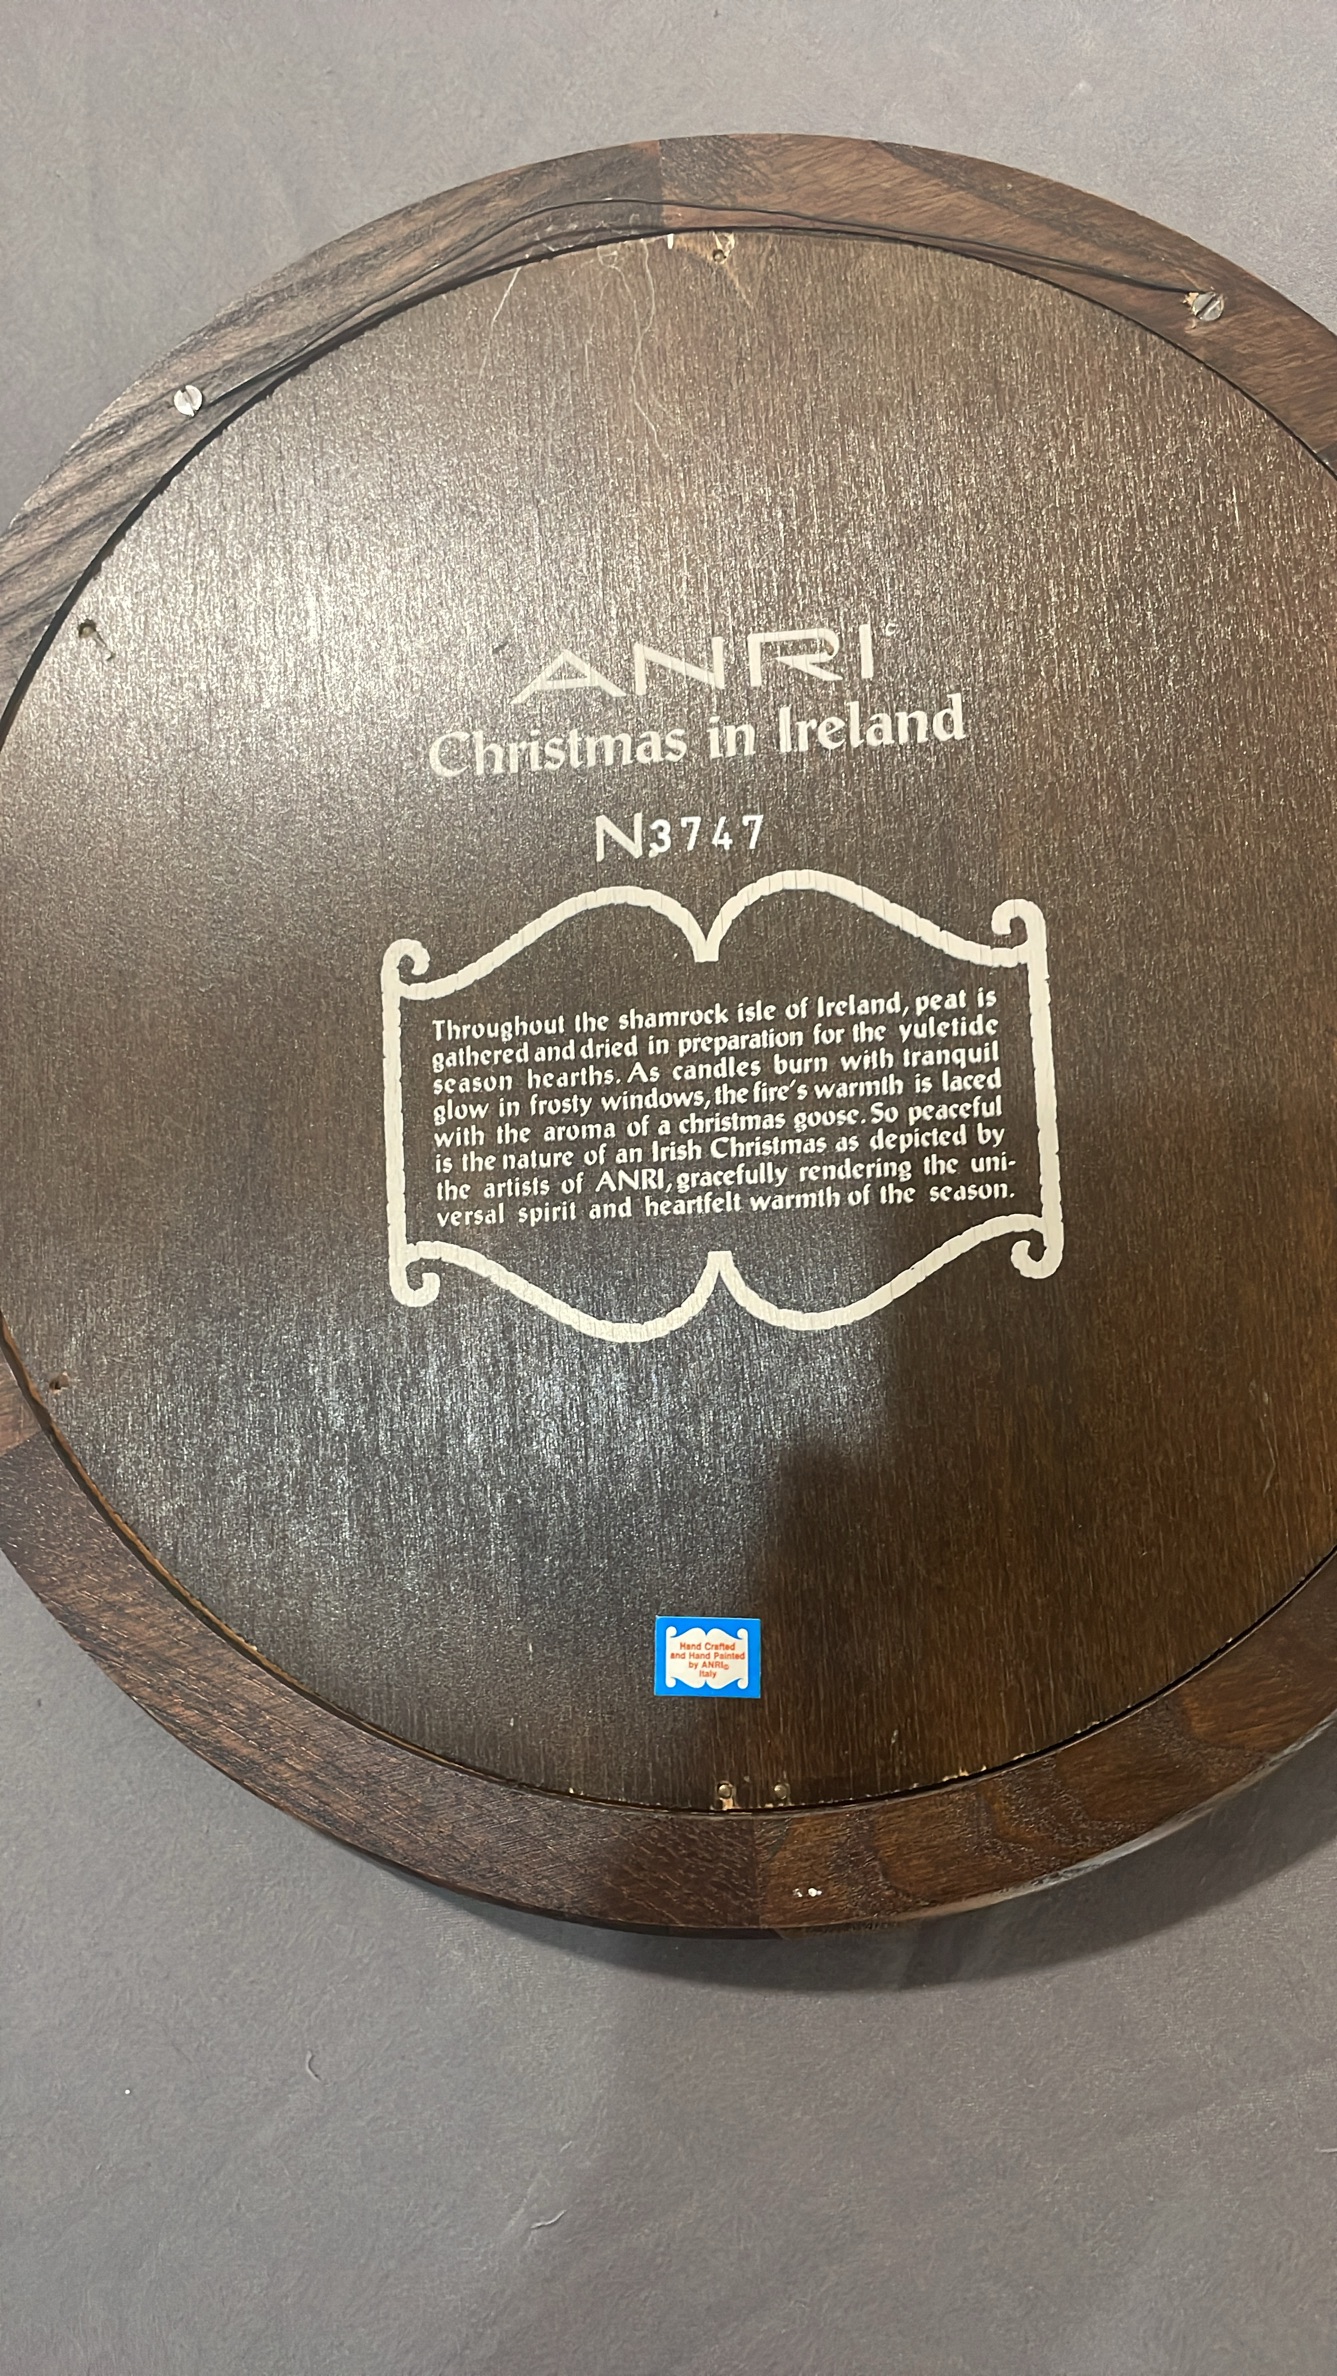 ANRI©
Christmas in Ireland
N. 3747
Throughout the shamrock isle of Ireland, peat is
gathered and dried in preparation for the yuletide
season hearths. As candles burn with tranquil
glow in frosty windows, the fire's warmth is laced
with the aroma of a christmas goose. So peaceful
is the nature of an Irish Christmas as depicted by
the artists of ANRI, gracefully rendering the uni-
versal spirit and heartfelt warmth of the season.
Hand Crafted
and Hand Painted
by ANRI©
Italy